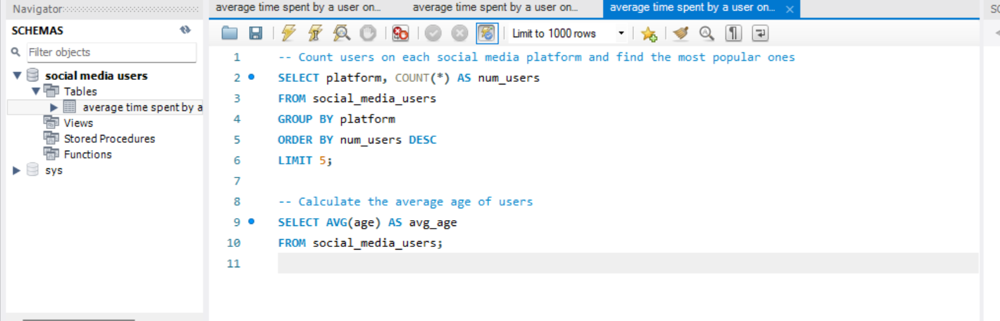 Navigator
SCHEMAS
Filter objects
social media users
Tables
average time spent by a
Views
Stored Procedures
Functions
sys
average time spent by a user on...
average time spent by a user on...
average time spent by a user on...
Limit to 1000 rows
1 -- Count users on each social media platform and find the most popular ones
2 SELECT platform, COUNT(*) AS num_users
3 FROM social_media_users
4 GROUP BY platform
5 ORDER BY num_users DESC
6 LIMIT 5;
7
8 -- Calculate the average age of users
9 SELECT AVG(age) AS avg_age
10 FROM social_media_users;
11